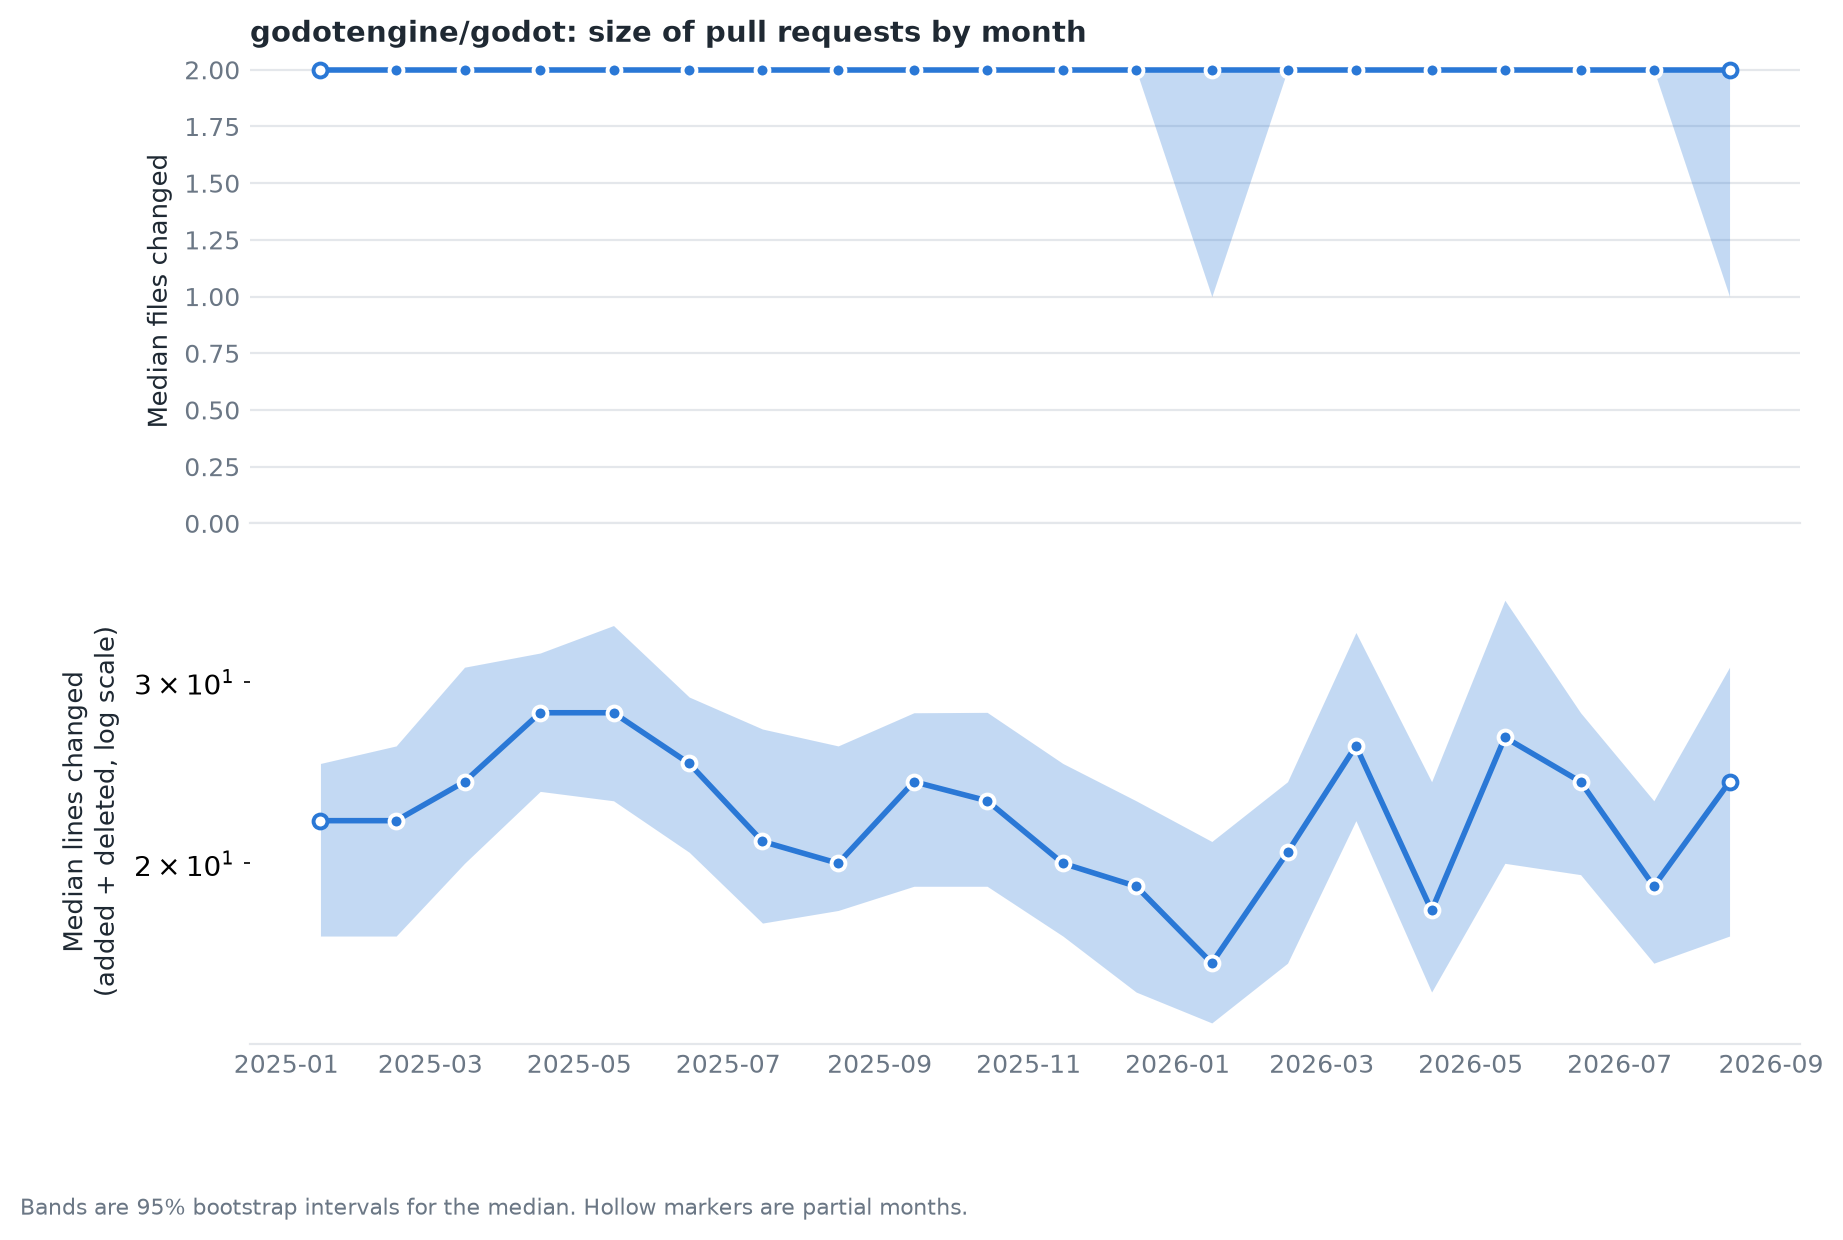 godotengine/godot: size of pull requests by month
2.00
1.75
1.50
1.25
1.00
0.75
0.50
0.25
0.00
Median files changed
3 × 10¹
2 × 10¹
Median lines changed
(added + deleted, log scale)
2025-01 2025-03 2025-05 2025-07 2025-09 2025-11 2026-01 2026-03 2026-05 2026-07 2026-09
Bands are 95% bootstrap intervals for the median. Hollow markers are partial months.